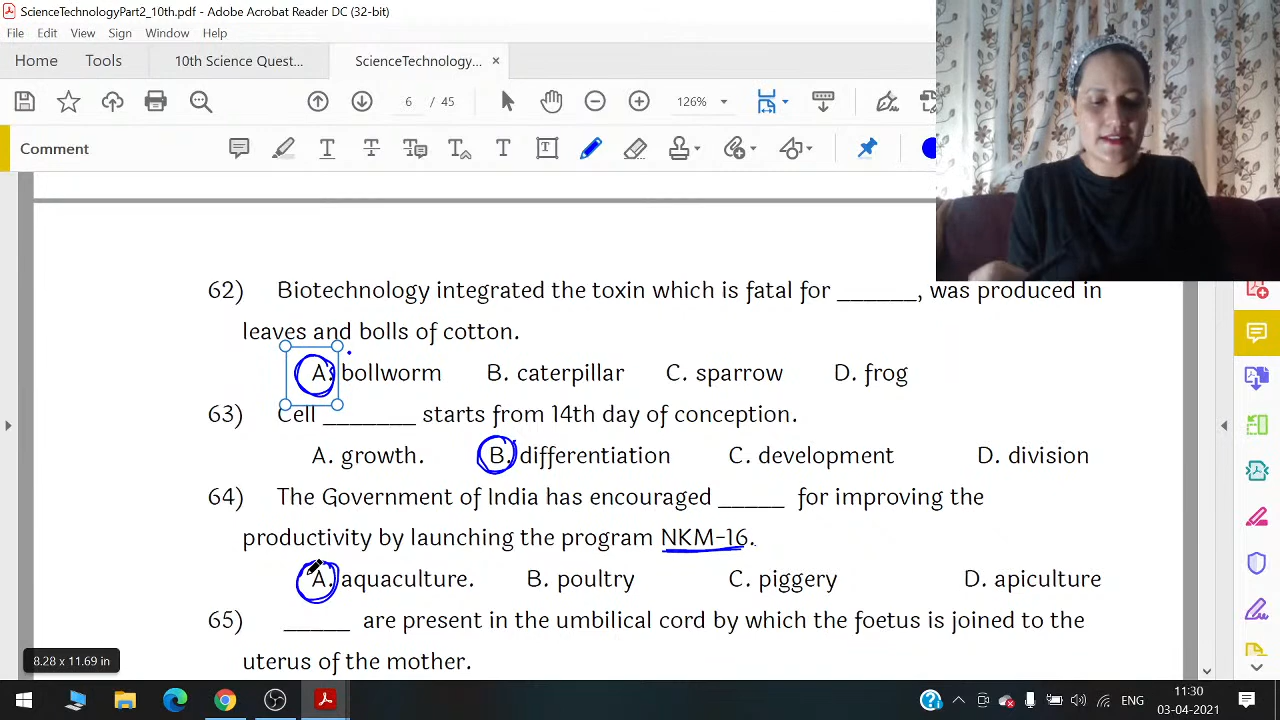 ScienceTechnologyPart2_10th.pdf - Adobe Acrobat Reader DC (32-bit)
File Edit View Sign Window Help
Home Tools 10th Science Quest... ScienceTechnology... ×
6 / 45 126%
Comment
62) Biotechnology integrated the toxin which is fatal for ______, was produced in
leaves and bolls of cotton.
A. bollworm B. caterpillar C. sparrow D. frog
63) Cell _______ starts from 14th day of conception.
A. growth. B. differentiation C. development D. division
64) The Government of India has encouraged _____ for improving the
productivity by launching the program NKM-16.
A. aquaculture. B. poultry C. piggery D. apiculture
65) _____ are present in the umbilical cord by which the foetus is joined to the
uterus of the mother.
8.28 x 11.69 in
ENG
11:30
03-04-2021